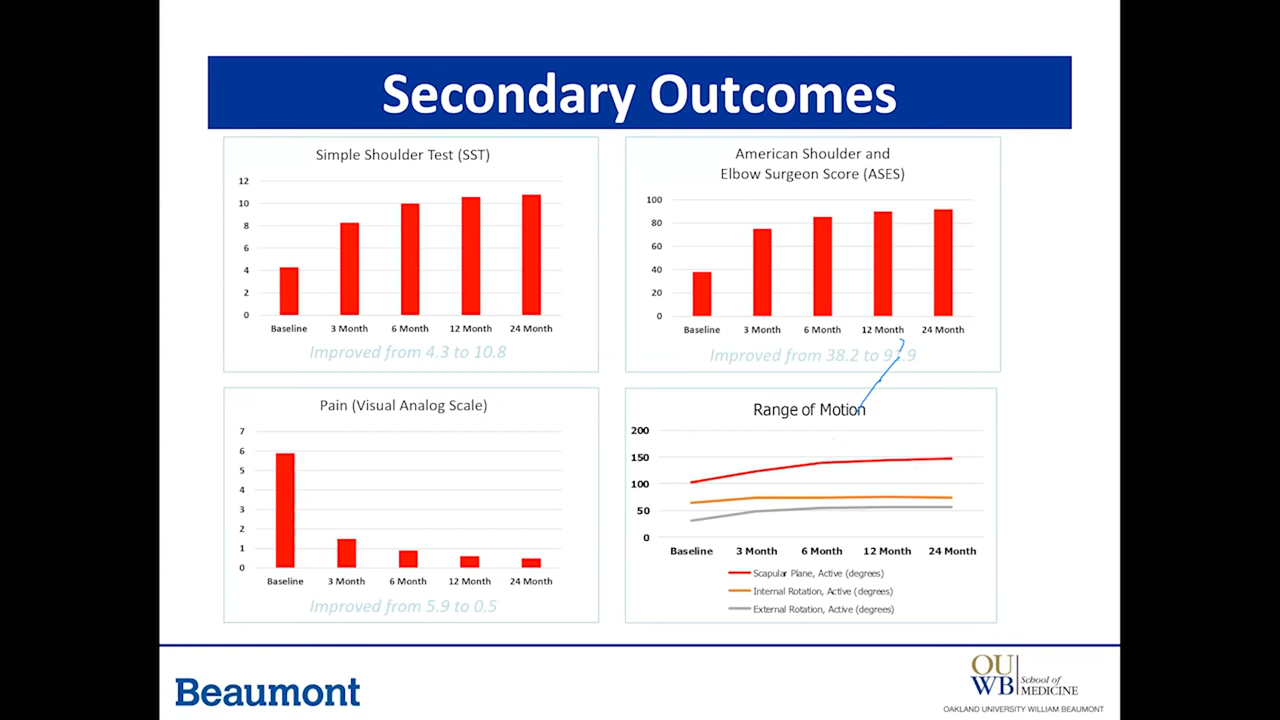 Secondary Outcomes
Simple Shoulder Test (SST)
12
10
8
6
4
2
0
Baseline 3 Month 6 Month 12 Month 24 Month
Improved from 4.3 to 10.8
American Shoulder and
Elbow Surgeon Score (ASES)
100
80
60
40
20
0
Baseline 3 Month 6 Month 12 Month 24 Month
Improved from 38.2 to 91.9
Pain (Visual Analog Scale)
7
6
5
4
3
2
1
0
Baseline 3 Month 6 Month 12 Month 24 Month
Improved from 5.9 to 0.5
Range of Motion
200
150
100
50
0
Baseline 3 Month 6 Month 12 Month 24 Month
Scapular Plane, Active (degrees)
Internal Rotation, Active (degrees)
External Rotation, Active (degrees)
Beaumont
OU
WB
School of
MEDICINE
OAKLAND UNIVERSITY WILLIAM BEAUMONT